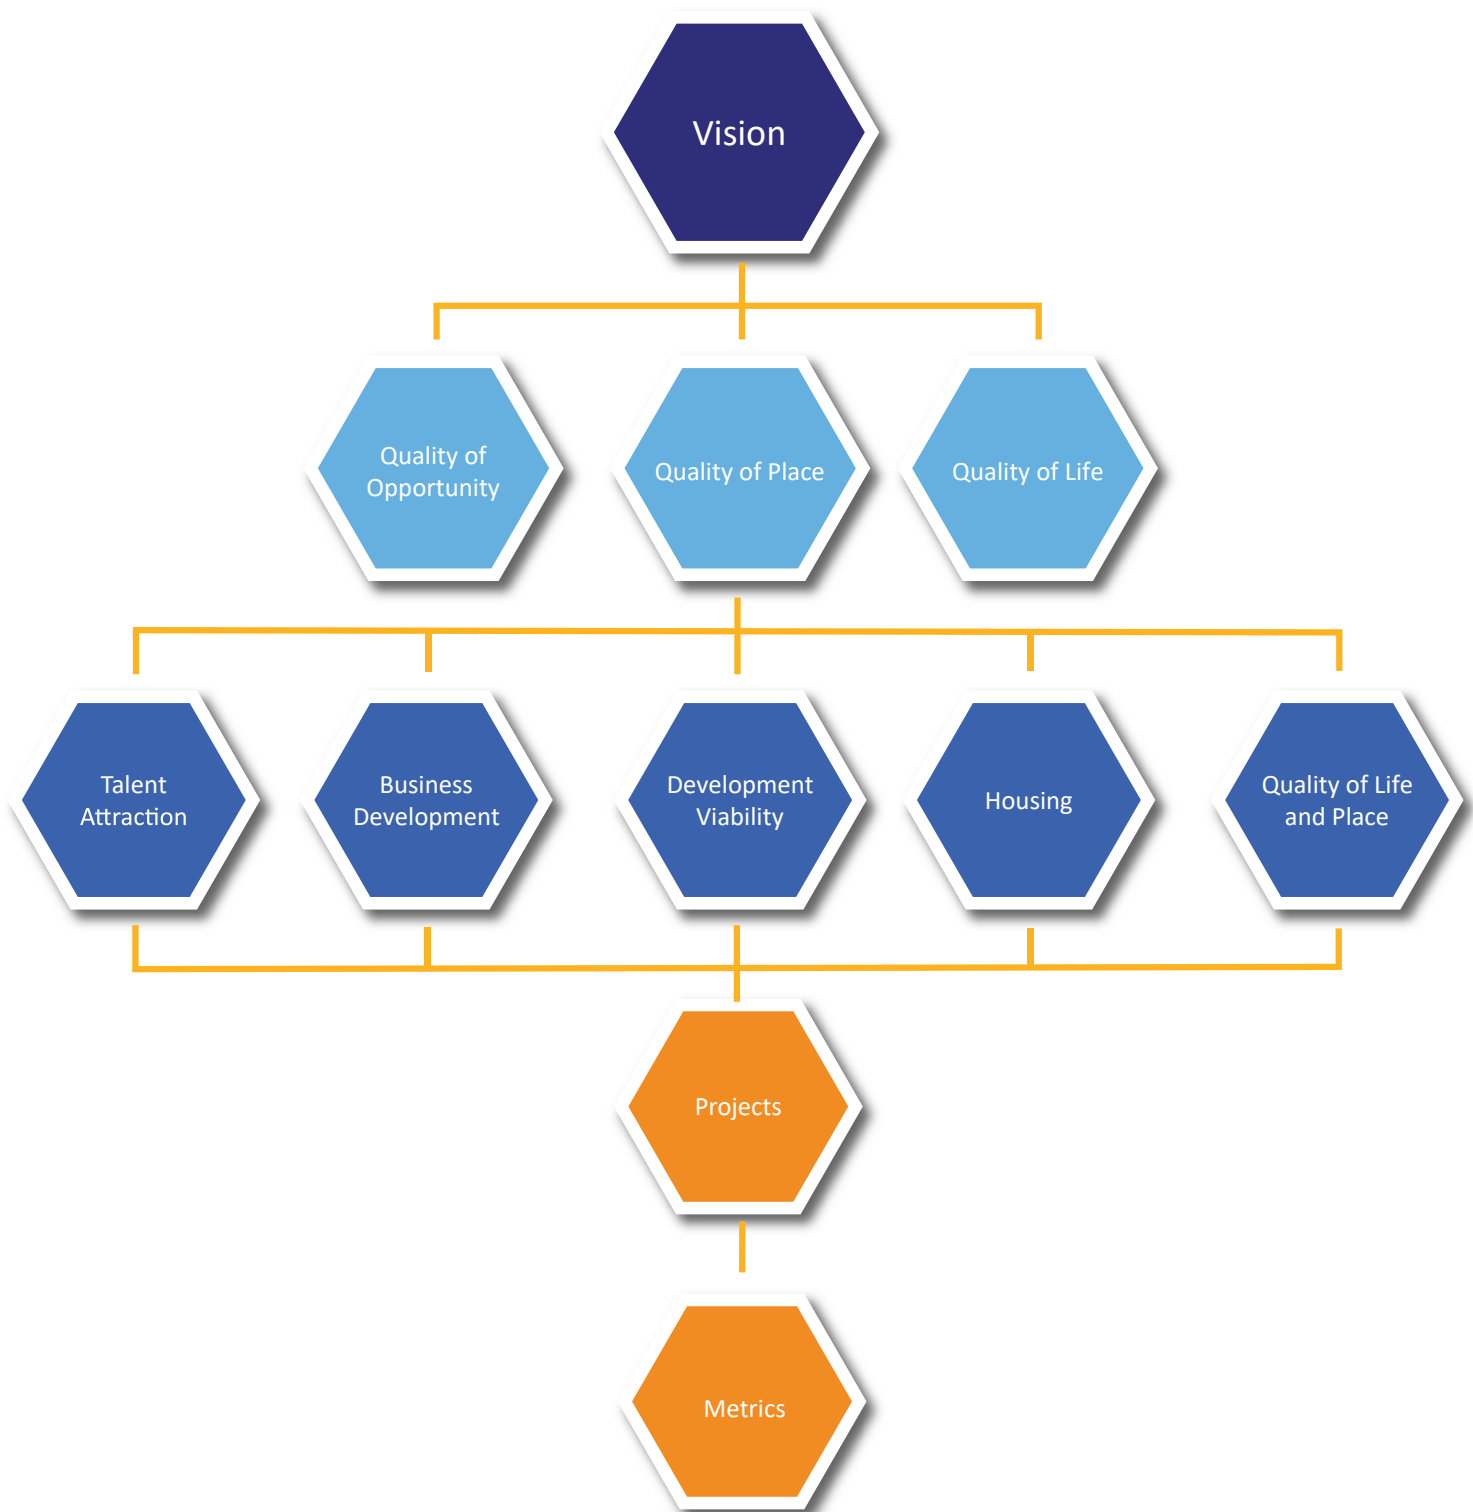 Vision
Quality of
Opportunity
Quality of Place
Quality of Life
Talent
Attraction
Business
Development
Development
Viability
Housing
Quality of Life
and Place
Projects
Metrics